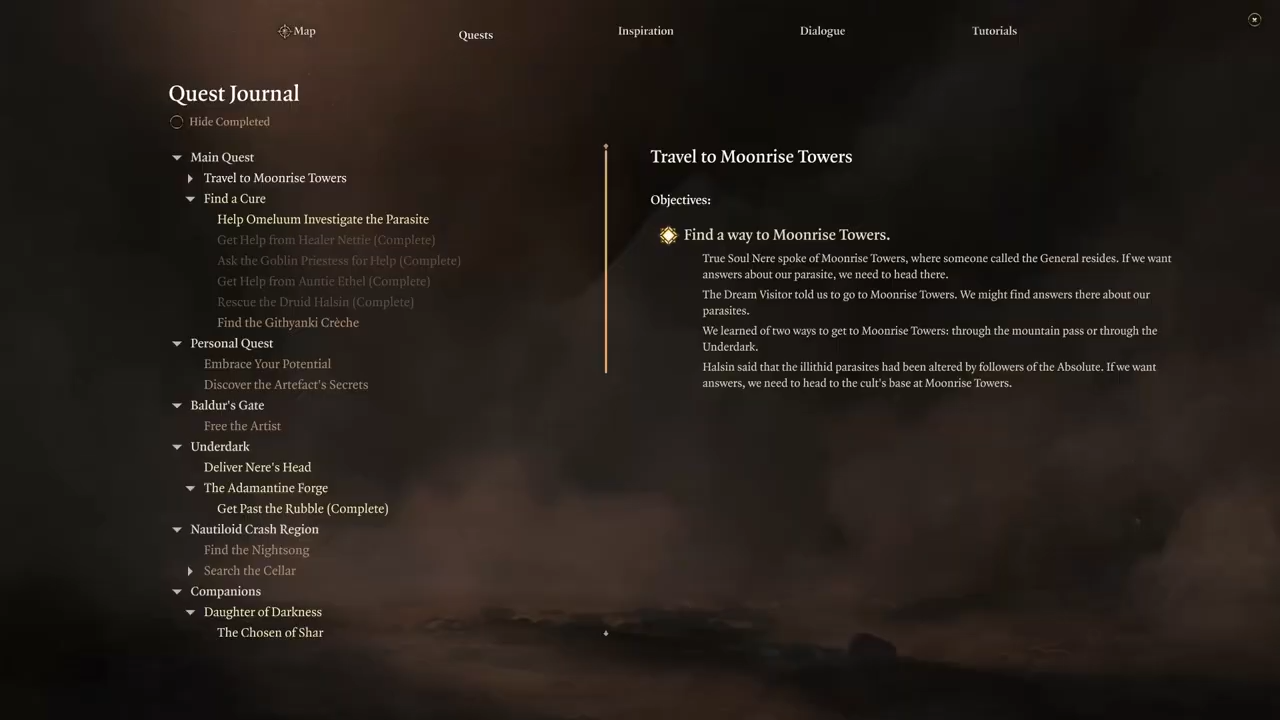 Map
Quests
Inspiration
Dialogue
Tutorials
Quest Journal
Hide Completed
Main Quest
Travel to Moonrise Towers
Find a Cure
Help Omeluum Investigate the Parasite
Get Help from Healer Nettie (Complete)
Ask the Goblin Priestess for Help (Complete)
Get Help from Auntie Ethel (Complete)
Rescue the Druid Halsin (Complete)
Find the Githyanki Crèche
Personal Quest
Embrace Your Potential
Discover the Artefact's Secrets
Baldur's Gate
Free the Artist
Underdark
Deliver Nere's Head
The Adamantine Forge
Get Past the Rubble (Complete)
Nautiloid Crash Region
Find the Nightsong
Search the Cellar
Companions
Daughter of Darkness
The Chosen of Shar
Travel to Moonrise Towers
Objectives:
Find a way to Moonrise Towers.
True Soul Nere spoke of Moonrise Towers, where someone called the General resides. If we want
answers about our parasite, we need to head there.
The Dream Visitor told us to go to Moonrise Towers. We might find answers there about our
parasites.
We learned of two ways to get to Moonrise Towers: through the mountain pass or through the
Underdark.
Halsin said that the illithid parasites had been altered by followers of the Absolute. If we want
answers, we need to head to the cult's base at Moonrise Towers.